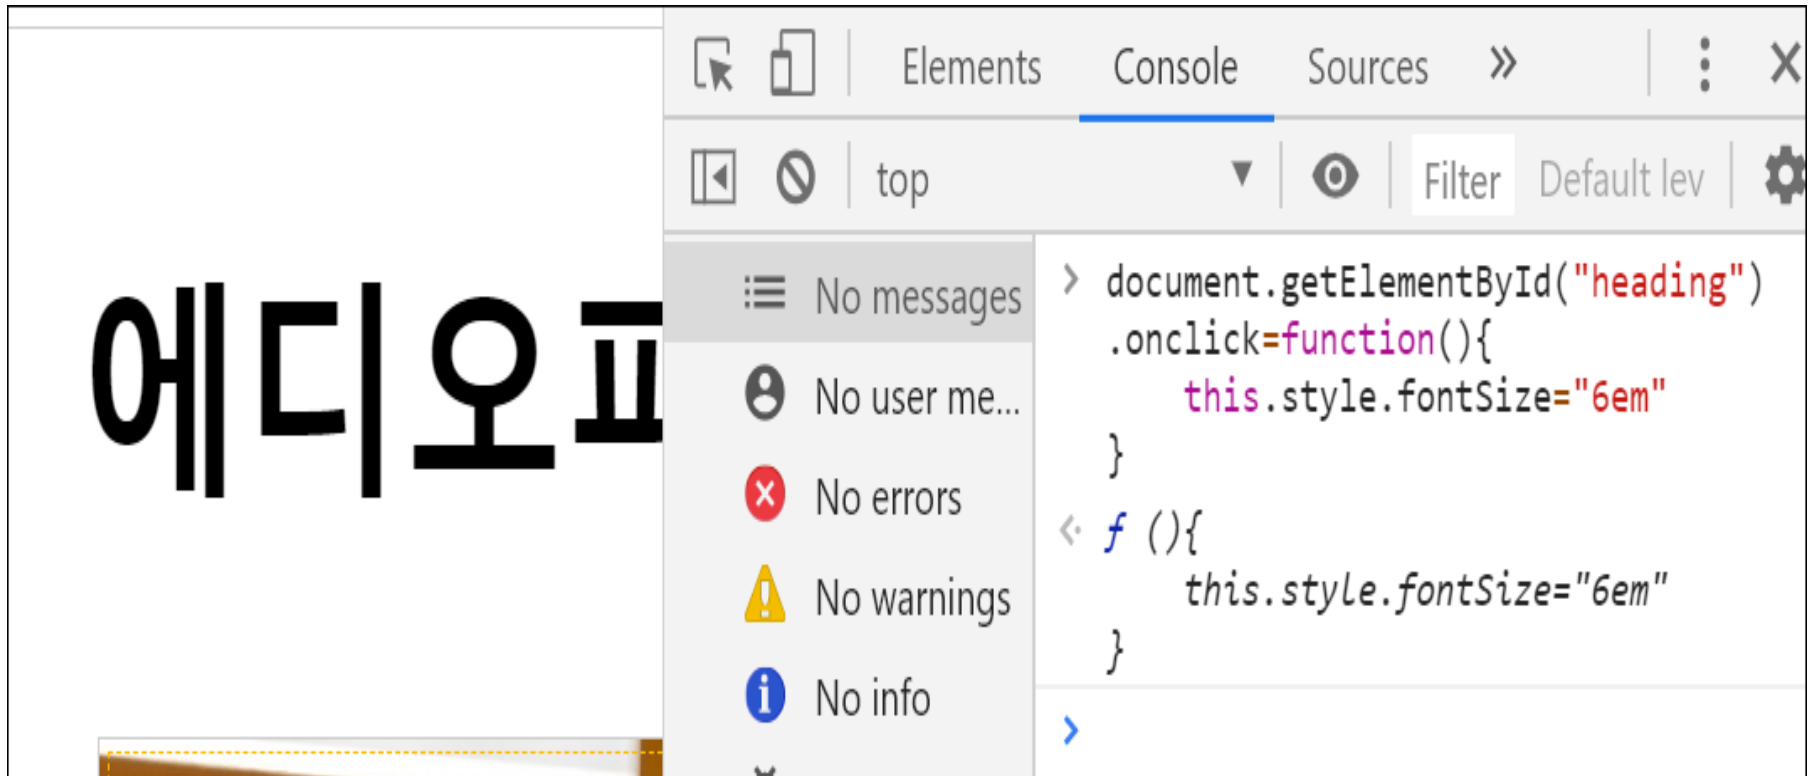 Elements Console Sources
top Filter Default lev
에디오피
No messages
No user me...
No errors
No warnings
No info
document.getElementById("heading")
.onclick=function(){
this.style.fontSize="6em"
}
ƒ (){
this.style.fontSize="6em"
}